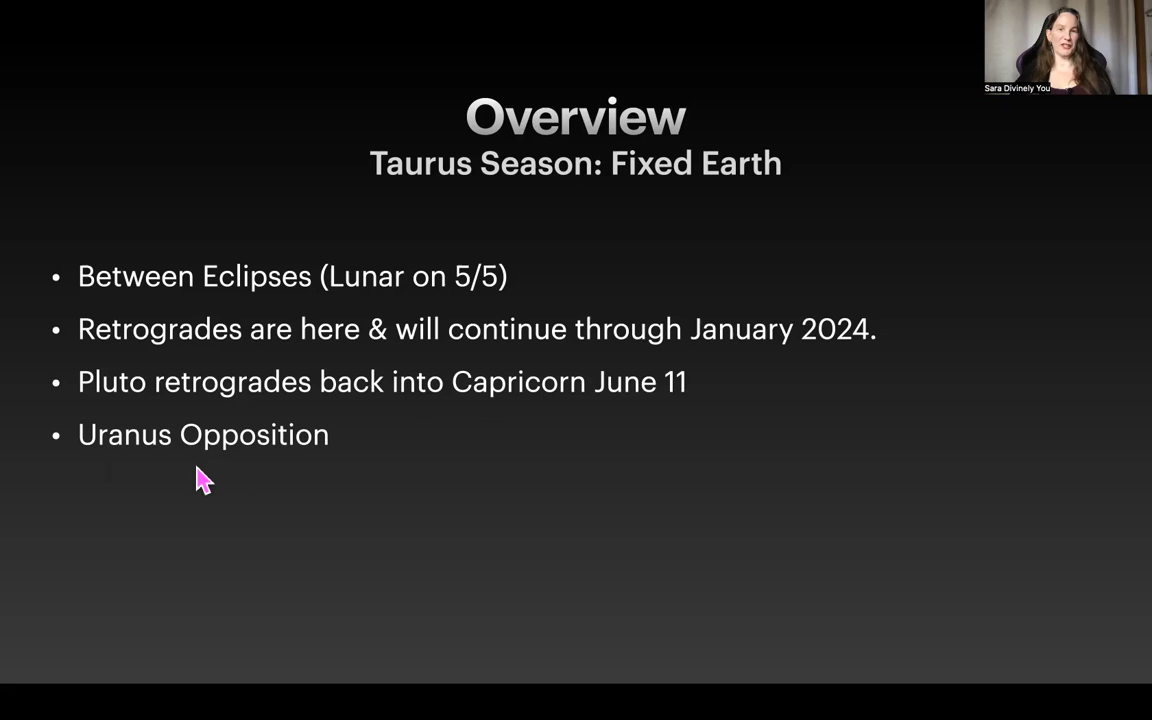 Sara Divinely You
Overview
Taurus Season: Fixed Earth
• Between Eclipses (Lunar on 5/5)
• Retrogrades are here & will continue through January 2024.
• Pluto retrogrades back into Capricorn June 11
• Uranus Opposition